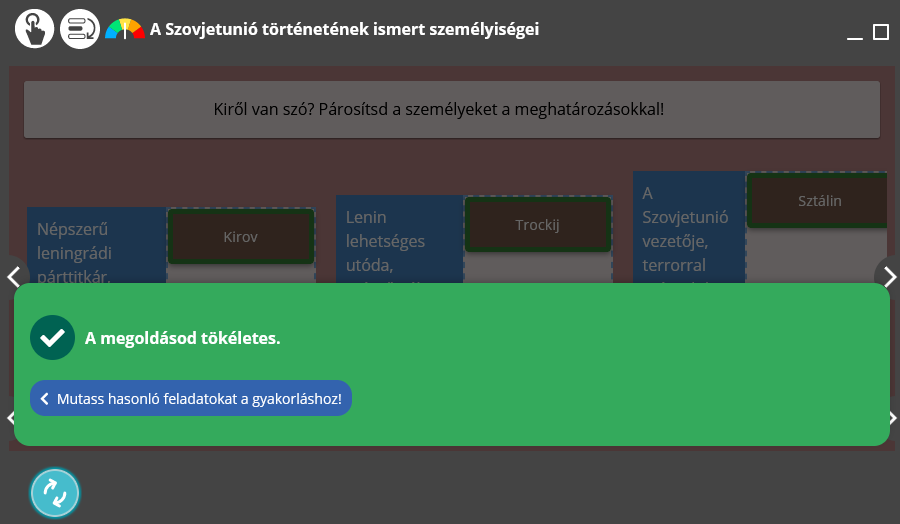 A Szovjetunió történetének ismert személyiségei
Kiről van szó? Párosítsd a személyeket a meghatározásokkal!
Népszerű
leningrádi
párttitkár,
Kirov
Lenin
lehetséges
utóda,
Trockij
A
Szovjetunió
vezetője,
terrorral
Sztálin
A megoldásod tökéletes.
Mutass hasonló feladatokat a gyakorláshoz!